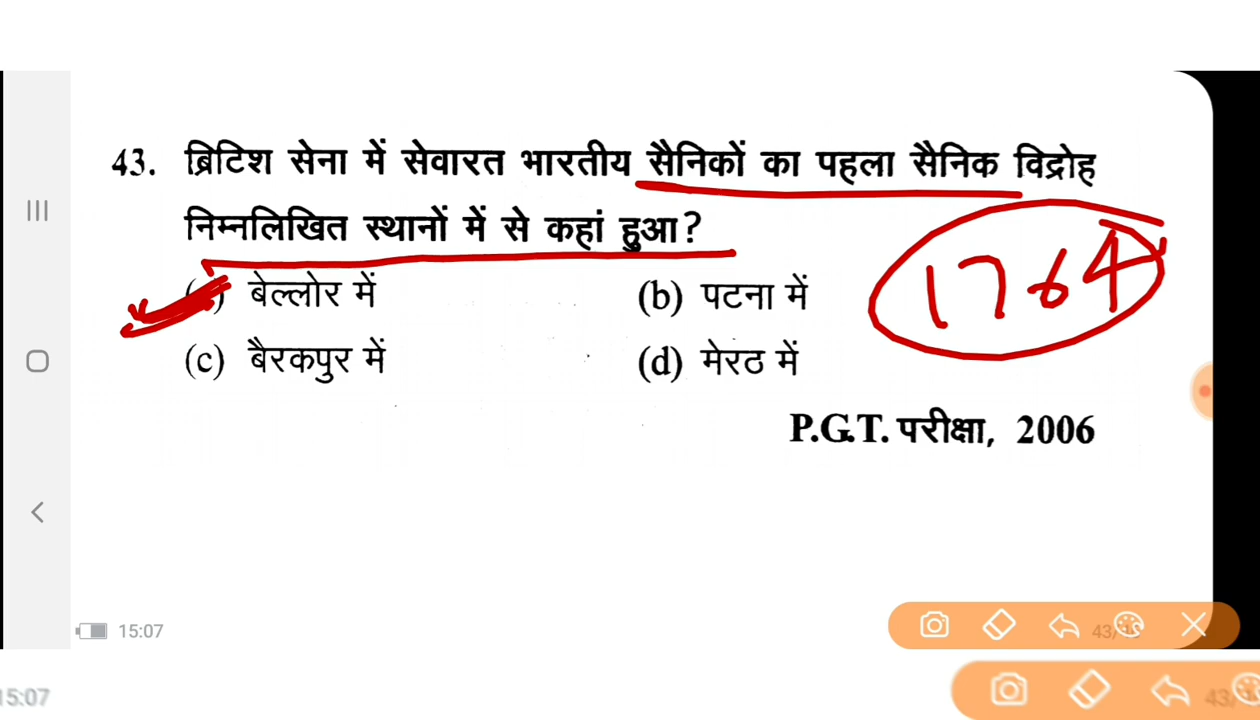 43. ब्रिटिश सेना में सेवारत भारतीय सैनिकों का पहला सैनिक विद्रोह
निम्नलिखित स्थानों में से कहां हुआ?
1764
बेल्लोर में (b) पटना में
(c) बैरकपुर में (d) मेरठ में
P.G.T. परीक्षा, 2006
15:07
15:07